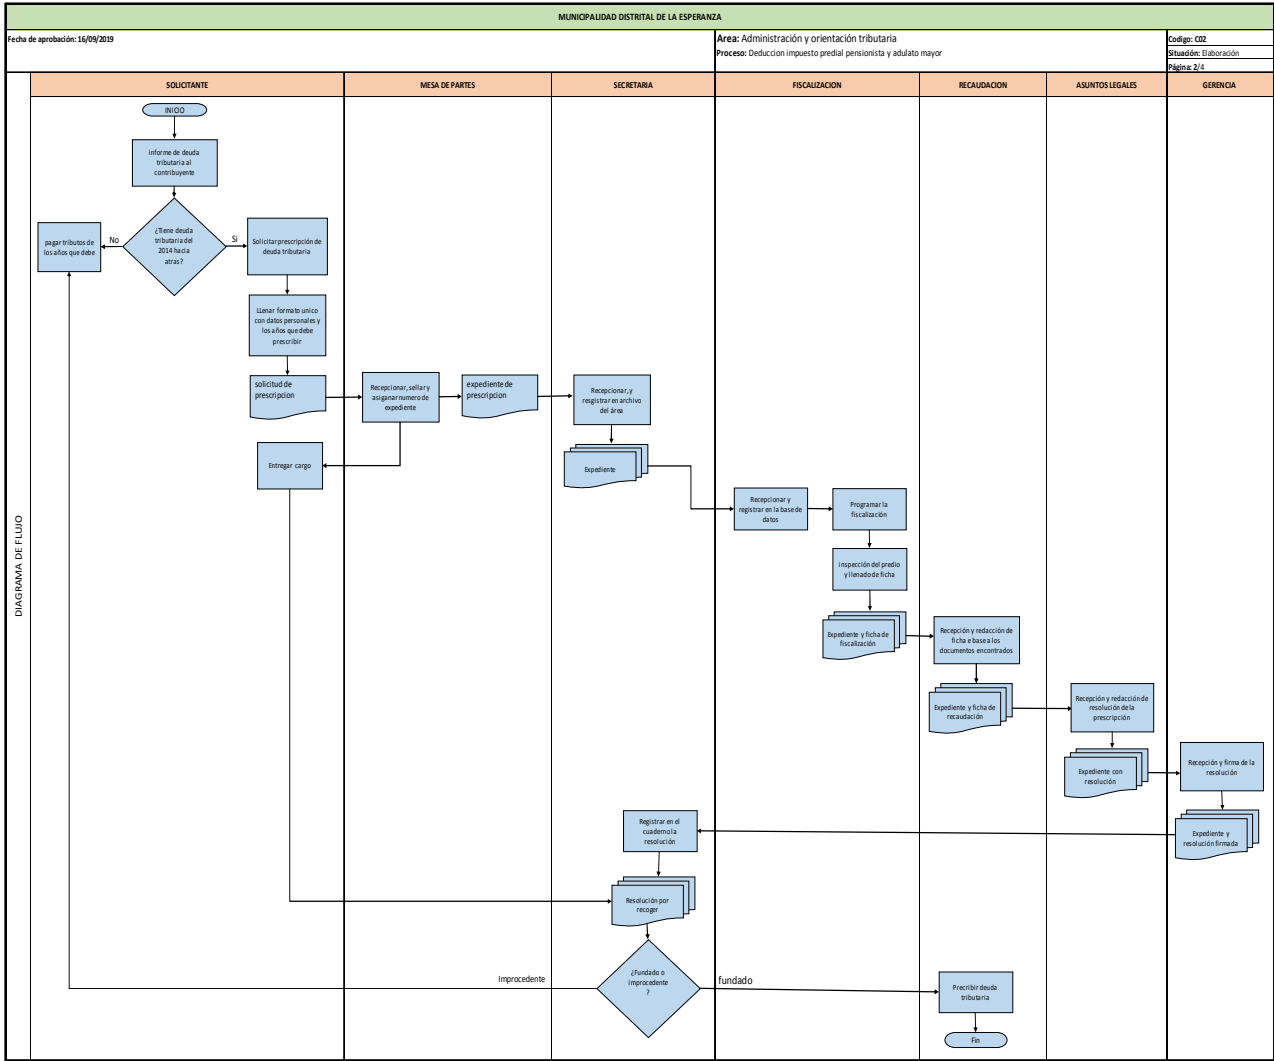 MUNICIPALIDAD DISTRITAL DE LA ESPERANZA
Fecha de aprobación: 16/09/2019
Area: Administración y orientación tributaria
Proceso: Deduccion impuesto predial pensionista y adulato mayor
Codigo: C02
Situación: Elaboración
Página: 2/4
SOLICITANTE
MESA DE PARTES
SECRETARIA
FISCALIZACION
RECAUDACION
ASUNTOS LEGALES
GERENCIA
DIAGRAMA DE FLUJO
INICIO
informe de deuda
tributaria al
contribuyente
¿Tiene deuda
tributaria del
2014 hacia
atras?
No
Si
pagar tributos de
los años que debe
Solicitar prescripción de
deuda tributaria
LLenar formato unico
con datos personales y
los años que debe
prescribir
solicitud de
prescripcion
Recepcionar, sellar y
asiganar numero de
expediente
expediente de
prescripcion
Recepcionar, y
resgistrar en archivo
del área
Entregar cargo
Expediente
Recepcionar y
registrar en la base de
datos
Programar la
fiscalización
inspección del predio
y llenado de ficha
Expediente y ficha de
fiscalización
Recepción y redacción de
ficha e base a los
documentos encontrados
Expediente y ficha de
recaudación
Recepción y redacción de
resolución de la
prescripción
Expediente con
resolución
Recepción y firma de la
resolución
Expediente y
resolución firmada
Registrar en el
cuaderno la
resolución
Resolución por
recoger
¿Fundado o
improcedente
?
Improcedente
fundado
Precribir deuda
tributaria
Fin